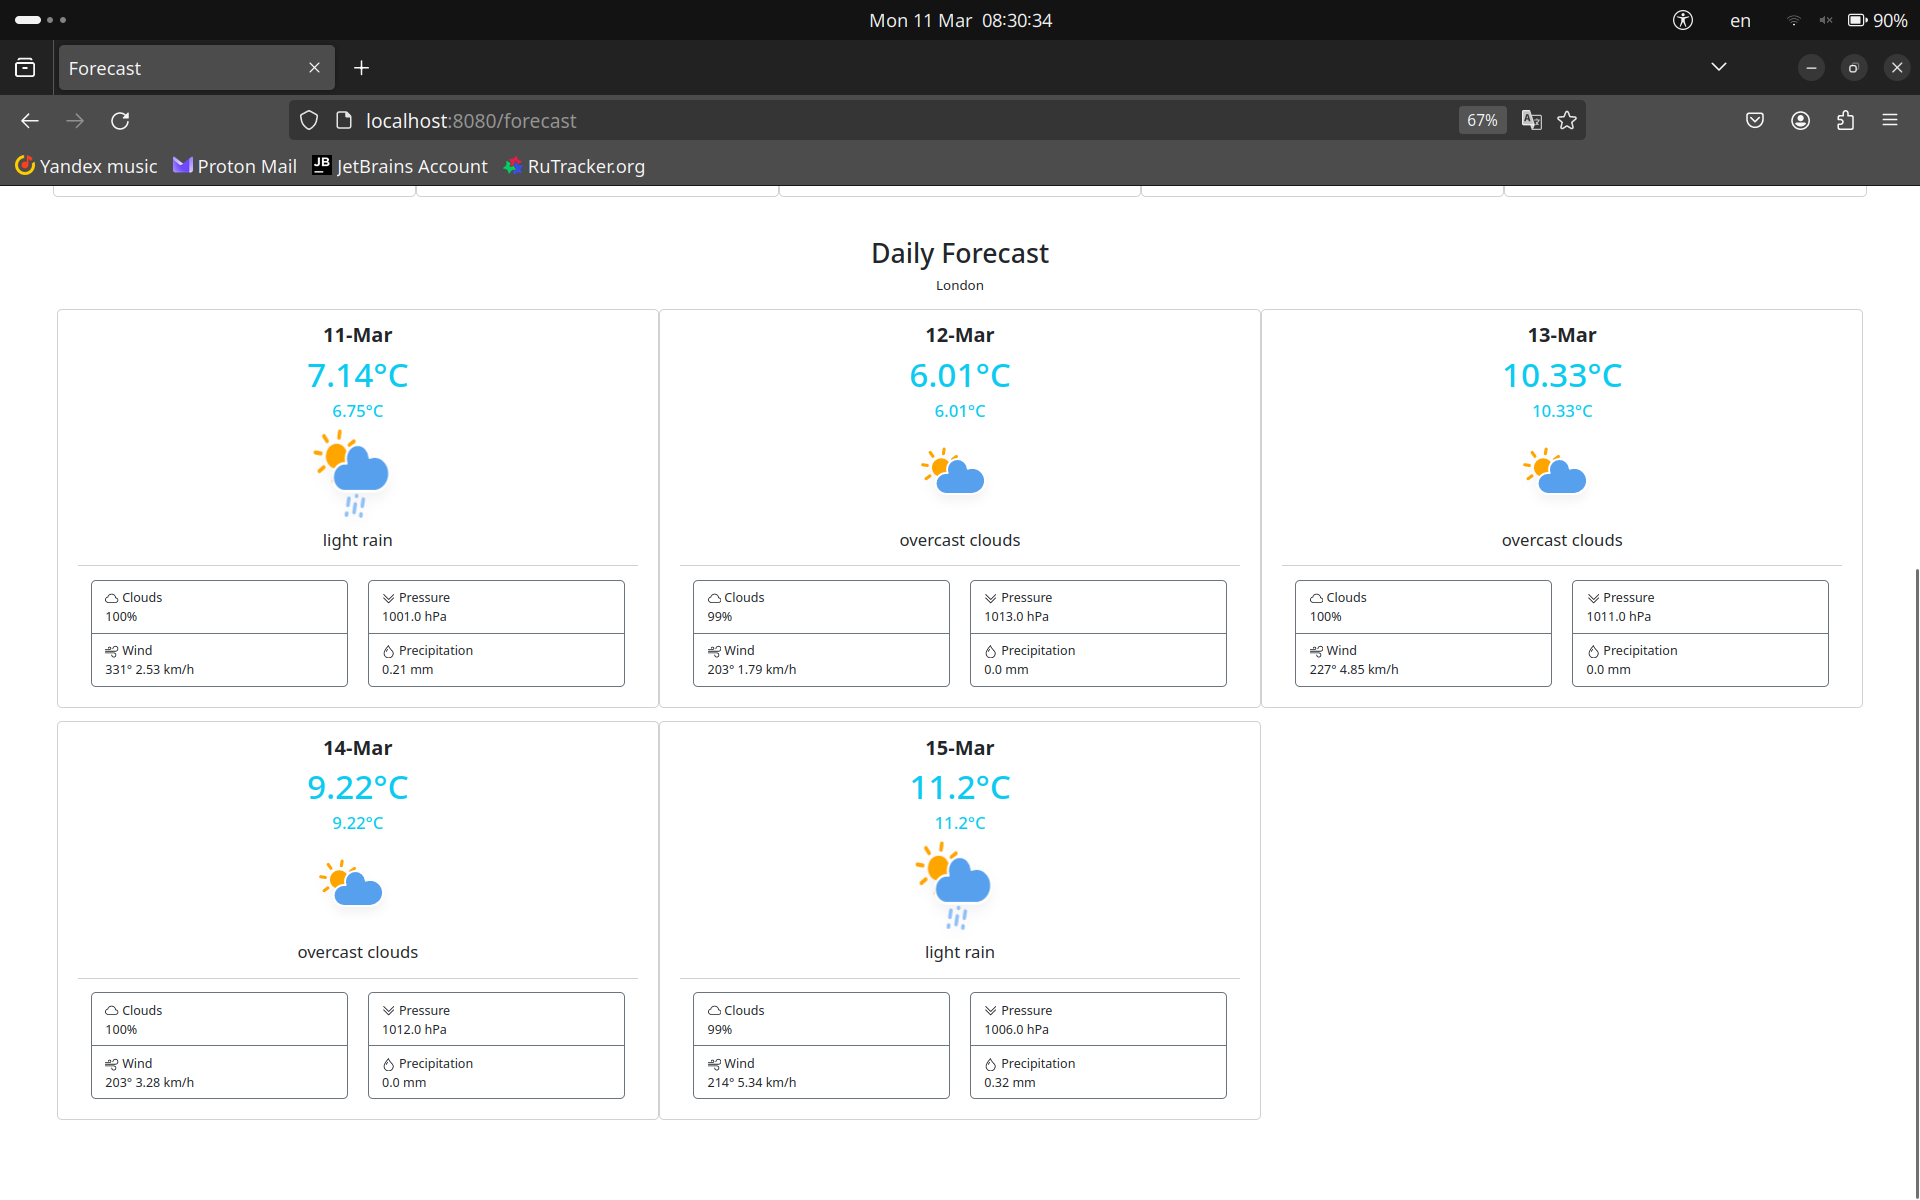 Mon 11 Mar 08:30:34
en
90%
Forecast
localhost:8080/forecast
67%
Yandex music
Proton Mail
JB JetBrains Account
RuTracker.org
Daily Forecast
London
11-Mar
7.14°C
6.75°C
light rain
Clouds
100%
Pressure
1001.0 hPa
Wind
331° 2.53 km/h
Precipitation
0.21 mm
12-Mar
6.01°C
6.01°C
overcast clouds
Clouds
99%
Pressure
1013.0 hPa
Wind
203° 1.79 km/h
Precipitation
0.0 mm
13-Mar
10.33°C
10.33°C
overcast clouds
Clouds
100%
Pressure
1011.0 hPa
Wind
227° 4.85 km/h
Precipitation
0.0 mm
14-Mar
9.22°C
9.22°C
overcast clouds
Clouds
100%
Pressure
1012.0 hPa
Wind
203° 3.28 km/h
Precipitation
0.0 mm
15-Mar
11.2°C
11.2°C
light rain
Clouds
99%
Pressure
1006.0 hPa
Wind
214° 5.34 km/h
Precipitation
0.32 mm